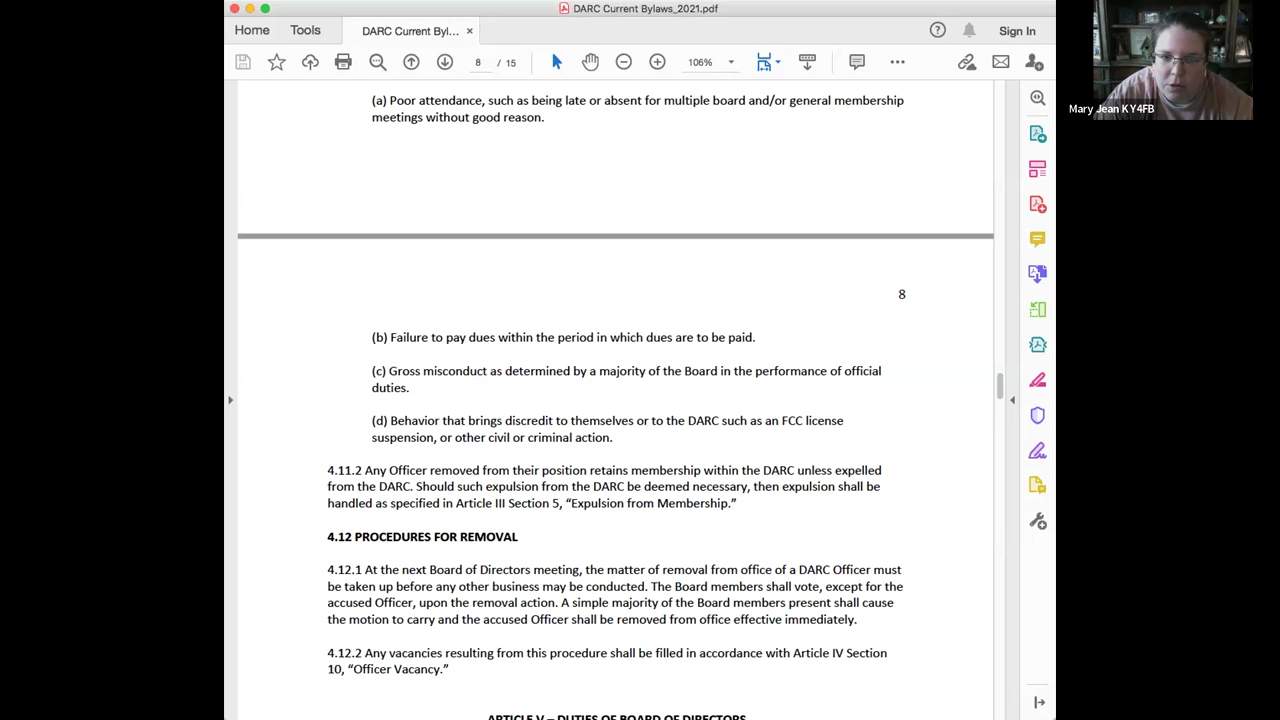 DARC Current Bylaws_2021.pdf
Home Tools DARC Current Byl... × Sign In
8 / 15 106%
(a) Poor attendance, such as being late or absent for multiple board and/or general membership
meetings without good reason.
Mary Jean KY4FB
8
(b) Failure to pay dues within the period in which dues are to be paid.
(c) Gross misconduct as determined by a majority of the Board in the performance of official
duties.
(d) Behavior that brings discredit to themselves or to the DARC such as an FCC license
suspension, or other civil or criminal action.
4.11.2 Any Officer removed from their position retains membership within the DARC unless expelled
from the DARC. Should such expulsion from the DARC be deemed necessary, then expulsion shall be
handled as specified in Article III Section 5, “Expulsion from Membership.”
4.12 PROCEDURES FOR REMOVAL
4.12.1 At the next Board of Directors meeting, the matter of removal from office of a DARC Officer must
be taken up before any other business may be conducted. The Board members shall vote, except for the
accused Officer, upon the removal action. A simple majority of the Board members present shall cause
the motion to carry and the accused Officer shall be removed from office effective immediately.
4.12.2 Any vacancies resulting from this procedure shall be filled in accordance with Article IV Section
10, “Officer Vacancy.”
ARTICLE V – DUTIES OF BOARD OF DIRECTORS